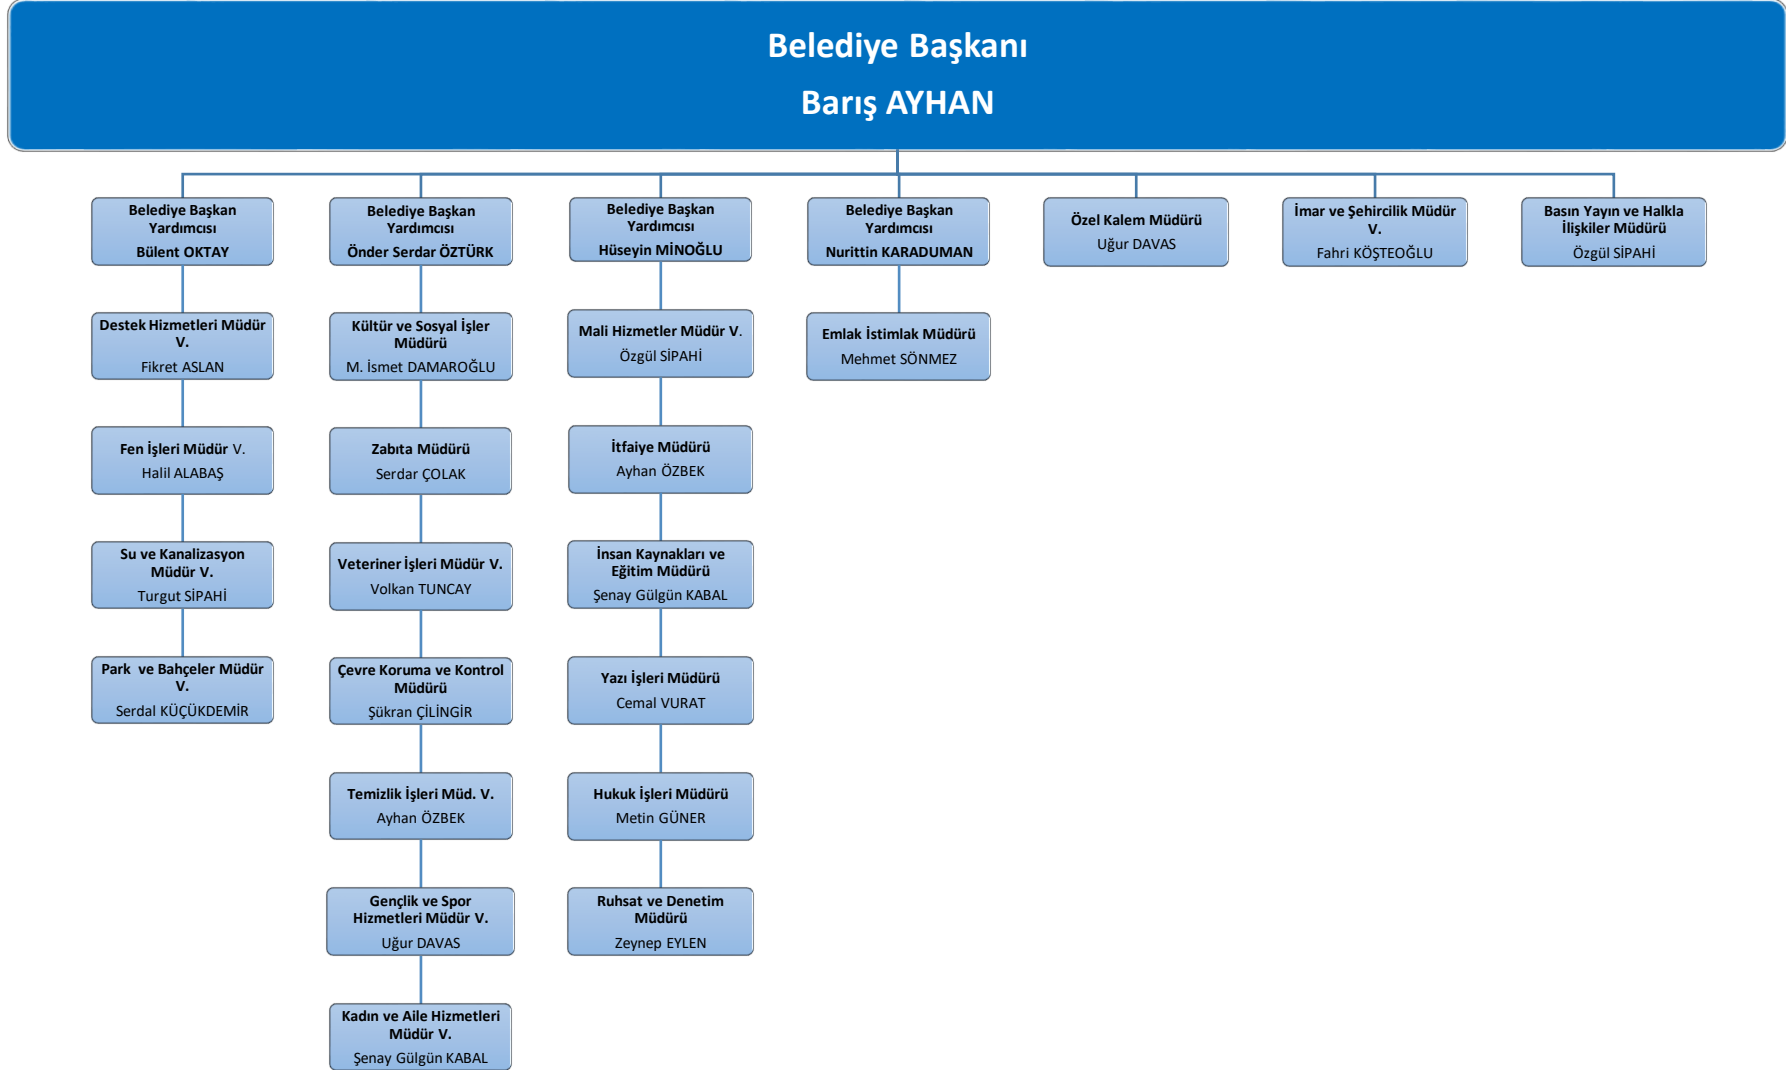 Belediye Başkanı
Barış AYHAN
Belediye Başkan
Yardımcısı
Bülent OKTAY
Destek Hizmetleri Müdür
V.
Fikret ASLAN
Fen İşleri Müdür V.
Halil ALABAŞ
Su ve Kanalizasyon
Müdür V.
Turgut SİPAHİ
Park ve Bahçeler Müdür
V.
Serdal KÜÇÜKDEMİR
Belediye Başkan
Yardımcısı
Önder Serdar ÖZTÜRK
Kültür ve Sosyal İşler
Müdürü
M. İsmet DAMAROĞLU
Zabıta Müdürü
Serdar ÇOLAK
Veteriner İşleri Müdür V.
Volkan TUNCAY
Çevre Koruma ve Kontrol
Müdürü
Şükran ÇİLİNGİR
Temizlik İşleri Müd. V.
Ayhan ÖZBEK
Gençlik ve Spor
Hizmetleri Müdür V.
Uğur DAVAS
Kadın ve Aile Hizmetleri
Müdür V.
Şenay Gülgün KABAL
Belediye Başkan
Yardımcısı
Hüseyin MİNOĞLU
Mali Hizmetler Müdür V.
Özgül SİPAHİ
İtfaiye Müdürü
Ayhan ÖZBEK
İnsan Kaynakları ve
Eğitim Müdürü
Şenay Gülgün KABAL
Yazı İşleri Müdürü
Cemal VURAT
Hukuk İşleri Müdürü
Metin GÜNER
Ruhsat ve Denetim
Müdürü
Zeynep EYLEN
Belediye Başkan
Yardımcısı
Nurittin KARADUMAN
Emlak İstimlak Müdürü
Mehmet SÖNMEZ
Özel Kalem Müdürü
Uğur DAVAS
İmar ve Şehircilik Müdür
V.
Fahri KÖŞTEOĞLU
Basın Yayın ve Halkla
İlişkiler Müdürü
Özgül SİPAHİ